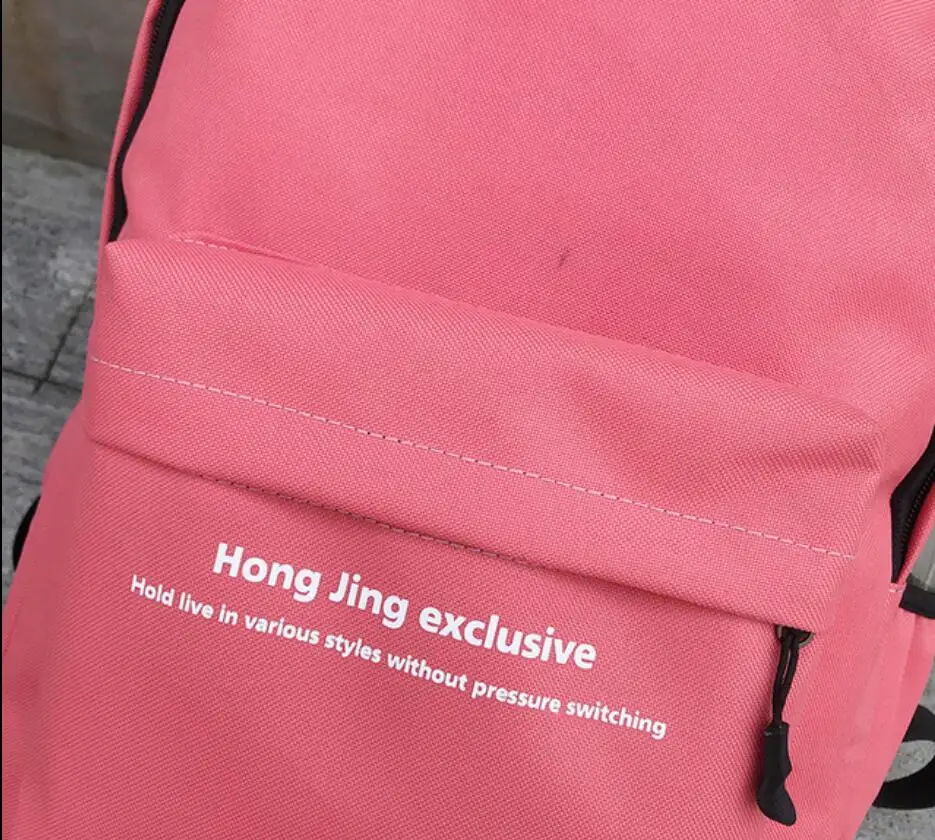 Hong Jing exclusive
Hold live in various styles without pressure switching